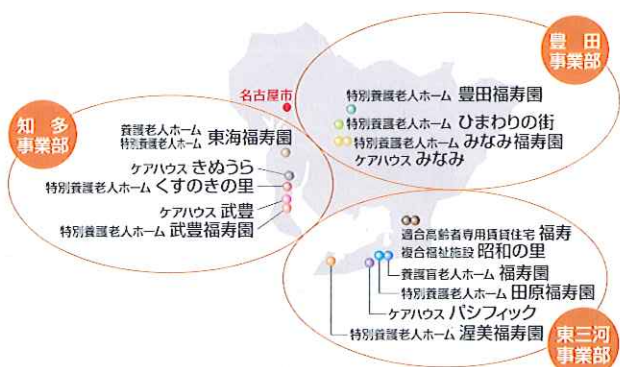 豊田
事業部
名古屋市
特別養護老人ホーム 豊田福寿園
特別養護老人ホーム ひまわりの街
特別養護老人ホーム みなみ福寿園
ケアハウス みなみ
知多
事業部
養護老人ホーム
特別養護老人ホーム 東海福寿園
ケアハウス きぬうら
特別養護老人ホーム くすのきの里
ケアハウス 武豊
特別養護老人ホーム 武豊福寿園
適合高齢者専用賃貸住宅 福寿
複合福祉施設 昭和の里
養護盲老人ホーム 福寿園
特別養護老人ホーム 田原福寿園
ケアハウス パシフィック
特別養護老人ホーム 渥美福寿園
東三河
事業部